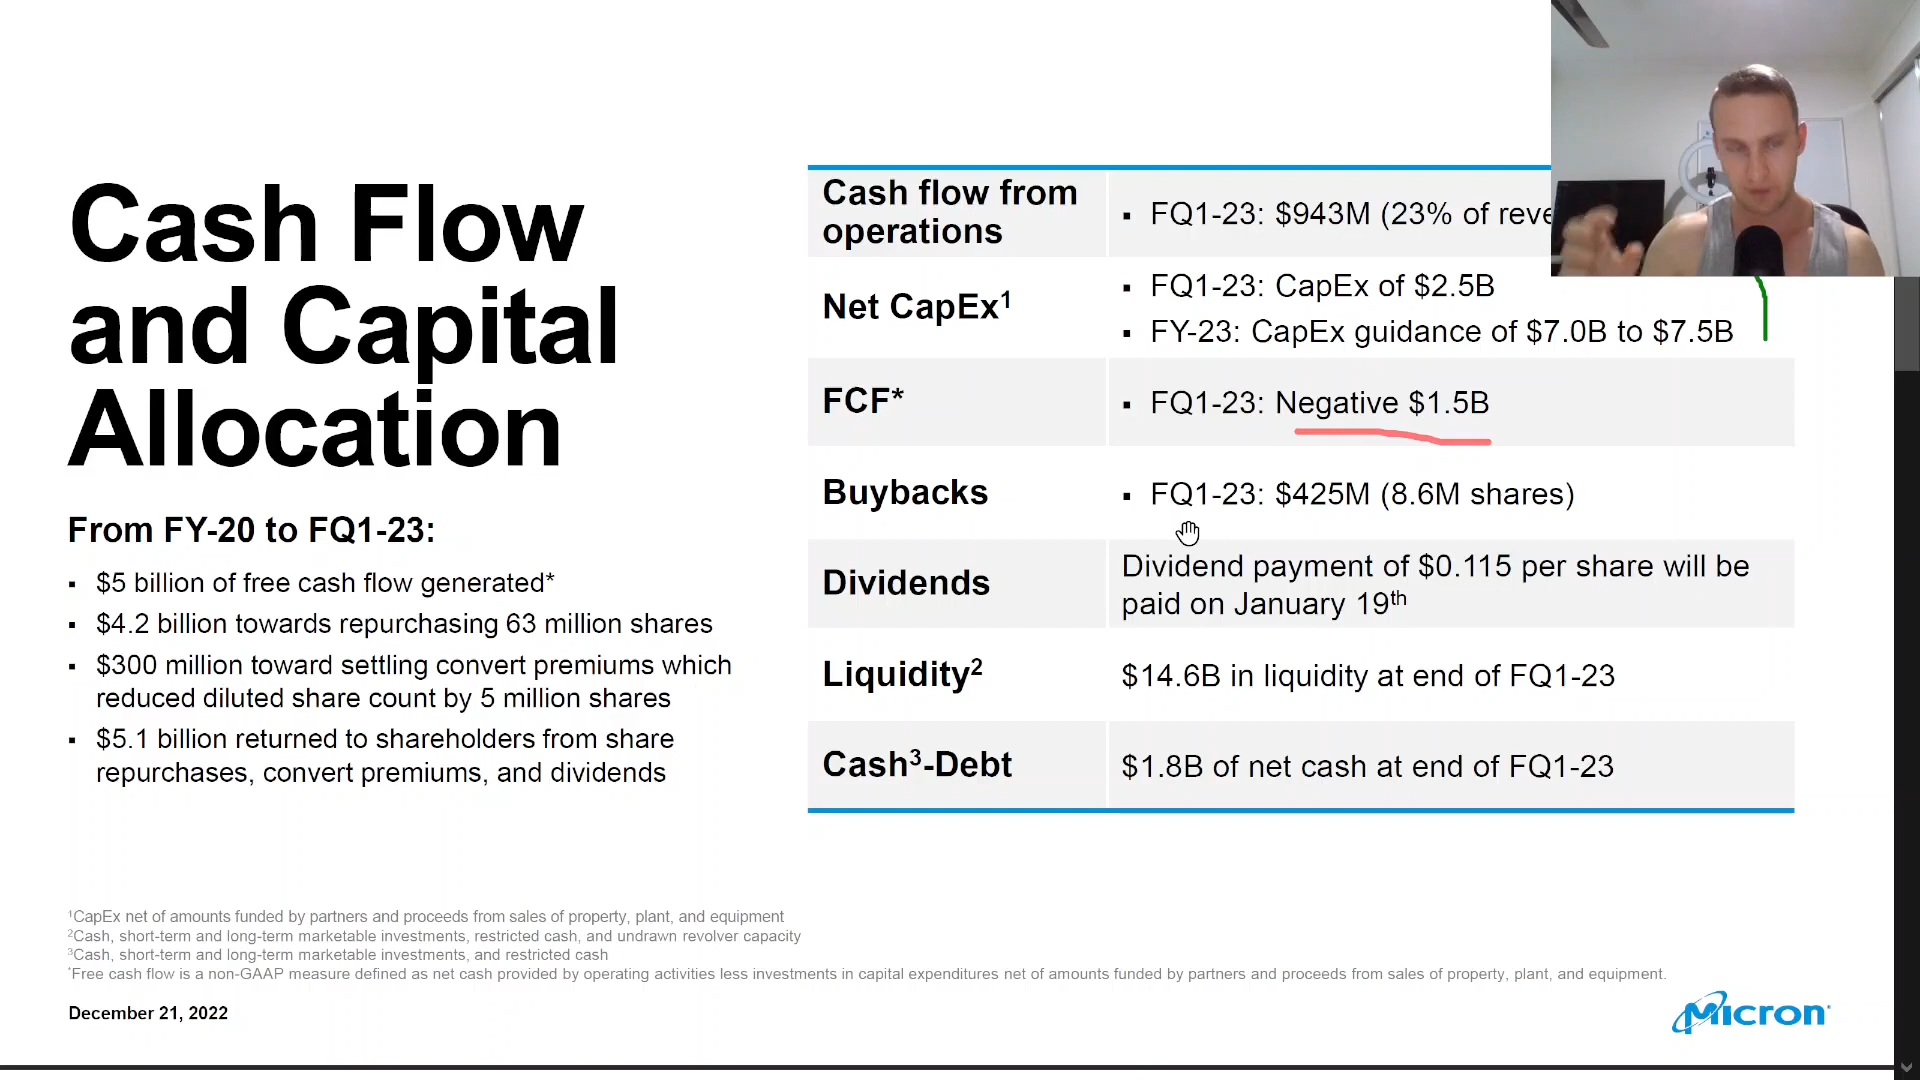 Cash Flow
and Capital
Allocation
From FY-20 to FQ1-23:
▪ $5 billion of free cash flow generated*
▪ $4.2 billion towards repurchasing 63 million shares
▪ $300 million toward settling convert premiums which
reduced diluted share count by 5 million shares
▪ $5.1 billion returned to shareholders from share
repurchases, convert premiums, and dividends
Cash flow from
operations
▪ FQ1-23: $943M (23% of reve
Net CapEx¹
▪ FQ1-23: CapEx of $2.5B
▪ FY-23: CapEx guidance of $7.0B to $7.5B
FCF*
▪ FQ1-23: Negative $1.5B
Buybacks
▪ FQ1-23: $425M (8.6M shares)
Dividends
Dividend payment of $0.115 per share will be
paid on January 19th
Liquidity²
$14.6B in liquidity at end of FQ1-23
Cash³-Debt
$1.8B of net cash at end of FQ1-23
¹CapEx net of amounts funded by partners and proceeds from sales of property, plant, and equipment
²Cash, short-term and long-term marketable investments, restricted cash, and undrawn revolver capacity
³Cash, short-term and long-term marketable investments, and restricted cash
*Free cash flow is a non-GAAP measure defined as net cash provided by operating activities less investments in capital expenditures net of amounts funded by partners and proceeds from sales of property, plant, and equipment.
December 21, 2022
Micron